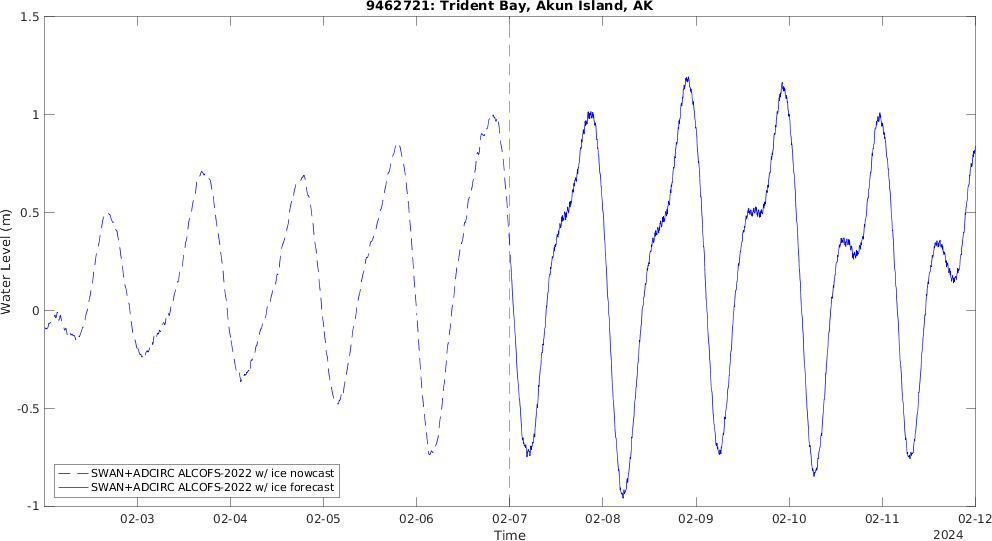 9462721: Trident Bay, Akun Island, AK
1.5
1
0.5
0
-0.5
-1
Water Level (m)
SWAN+ADCIRC ALCOFS-2022 w/ ice nowcast
SWAN+ADCIRC ALCOFS-2022 w/ ice forecast
02-03 02-04 02-05 02-06 02-07 02-08 02-09 02-10 02-11 02-12
Time
2024